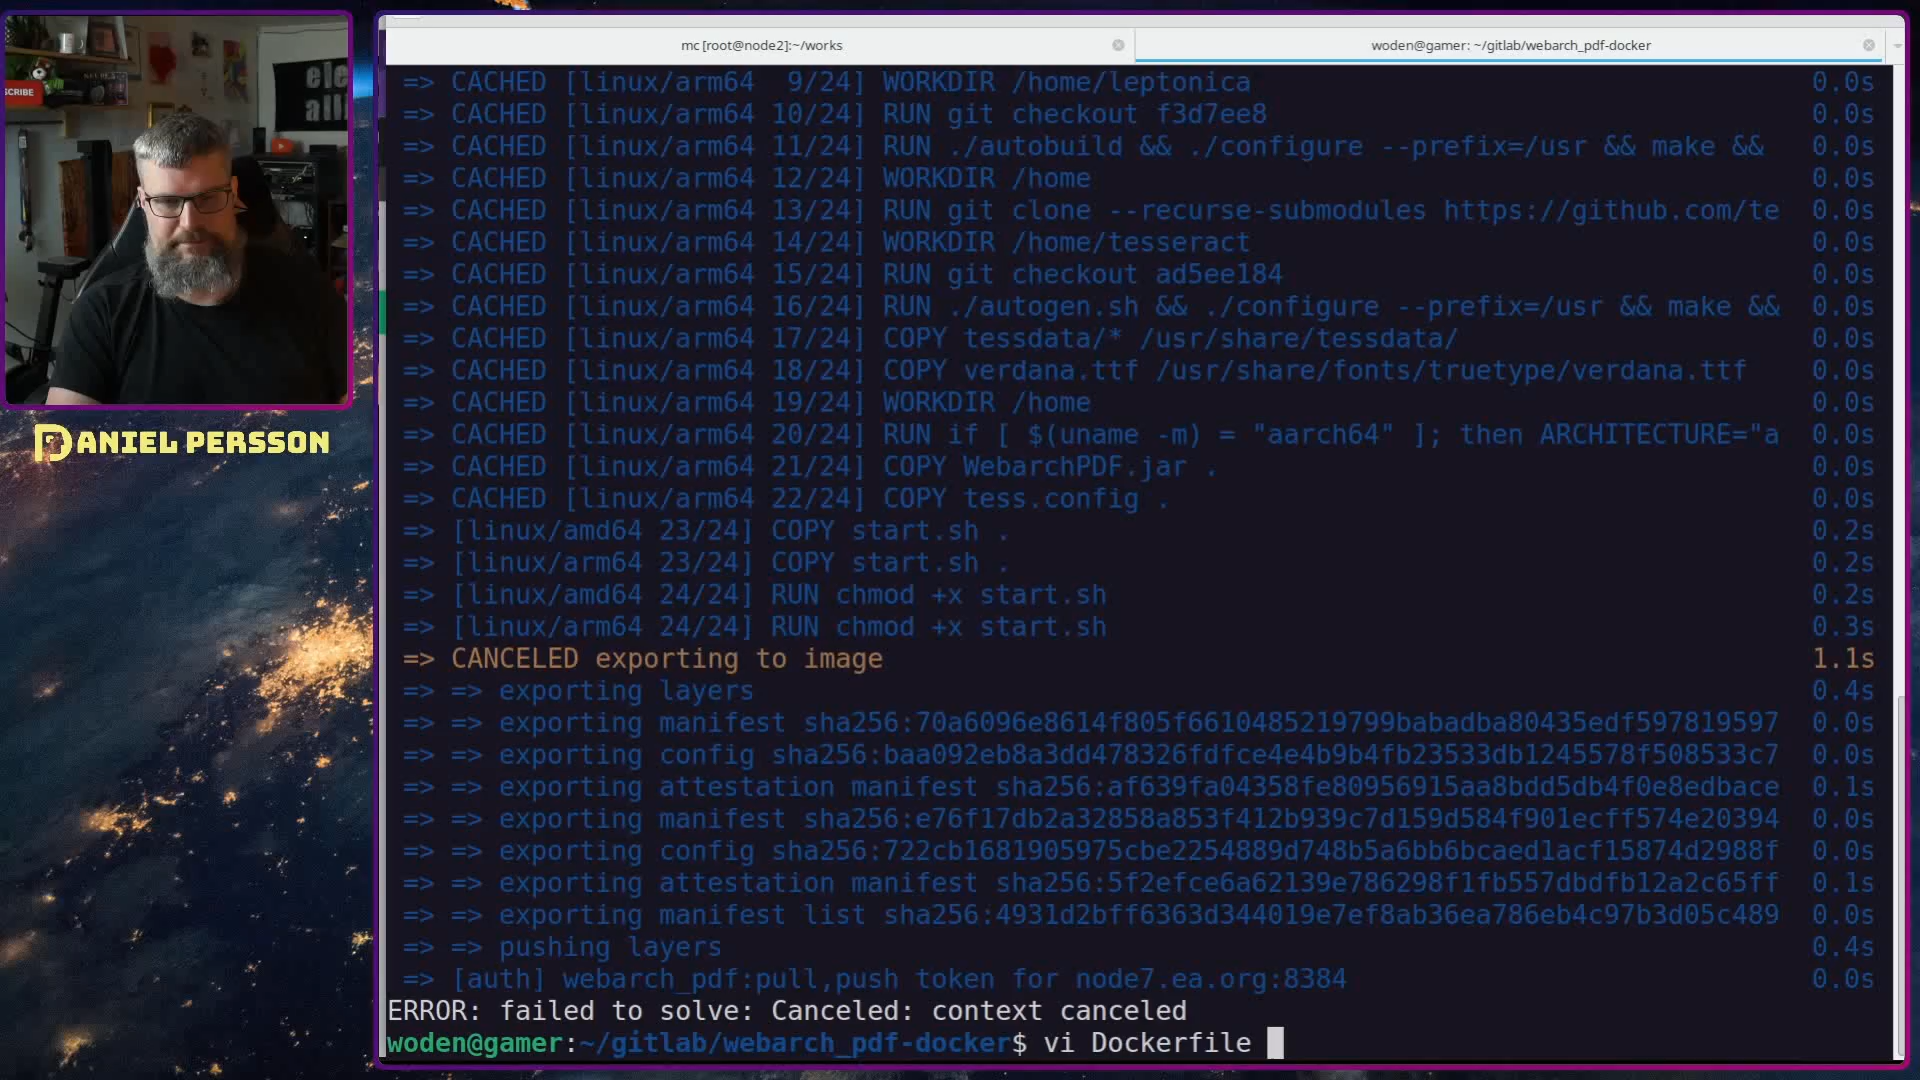 SCRIBE
DANIEL PERSSON
mc [root@node2]:~/works
woden@gamer: ~/gitlab/webarch_pdf-docker
=> CACHED [linux/arm64  9/24] WORKDIR /home/leptonica 0.0s
=> CACHED [linux/arm64 10/24] RUN git checkout f3d7ee8 0.0s
=> CACHED [linux/arm64 11/24] RUN ./autobuild && ./configure --prefix=/usr && make && 0.0s
=> CACHED [linux/arm64 12/24] WORKDIR /home 0.0s
=> CACHED [linux/arm64 13/24] RUN git clone --recurse-submodules https://github.com/te 0.0s
=> CACHED [linux/arm64 14/24] WORKDIR /home/tesseract 0.0s
=> CACHED [linux/arm64 15/24] RUN git checkout ad5ee184 0.0s
=> CACHED [linux/arm64 16/24] RUN ./autogen.sh && ./configure --prefix=/usr && make && 0.0s
=> CACHED [linux/arm64 17/24] COPY tessdata/* /usr/share/tessdata/ 0.0s
=> CACHED [linux/arm64 18/24] COPY verdana.ttf /usr/share/fonts/truetype/verdana.ttf 0.0s
=> CACHED [linux/arm64 19/24] WORKDIR /home 0.0s
=> CACHED [linux/arm64 20/24] RUN if [ $(uname -m) = "aarch64" ]; then ARCHITECTURE="a 0.0s
=> CACHED [linux/arm64 21/24] COPY WebarchPDF.jar . 0.0s
=> CACHED [linux/arm64 22/24] COPY tess.config . 0.0s
=> [linux/amd64 23/24] COPY start.sh . 0.2s
=> [linux/arm64 23/24] COPY start.sh . 0.2s
=> [linux/amd64 24/24] RUN chmod +x start.sh 0.2s
=> [linux/arm64 24/24] RUN chmod +x start.sh 0.3s
=> CANCELED exporting to image 1.1s
=> => exporting layers 0.4s
=> => exporting manifest sha256:70a6096e8614f805f6610485219799babadba80435edf597819597 0.0s
=> => exporting config sha256:baa092eb8a3dd478326fdfce4e4b9b4fb23533db1245578f508533c7 0.0s
=> => exporting attestation manifest sha256:af639fa04358fe80956915aa8bdd5db4f0e8edbace 0.1s
=> => exporting manifest sha256:e76f17db2a32858a853f412b939c7d159d584f901ecff574e20394 0.0s
=> => exporting config sha256:722cb1681905975cbe2254889d748b5a6bb6bcaed1acf15874d2988f 0.0s
=> => exporting attestation manifest sha256:5f2efce6a62139e786298f1fb557dbdfb12a2c65ff 0.1s
=> => exporting manifest list sha256:4931d2bff6363d344019e7ef8ab36ea786eb4c97b3d05c489 0.0s
=> => pushing layers 0.4s
=> [auth] webarch_pdf:pull,push token for node7.ea.org:8384 0.0s
ERROR: failed to solve: Canceled: context canceled
woden@gamer:~/gitlab/webarch_pdf-docker$ vi Dockerfile